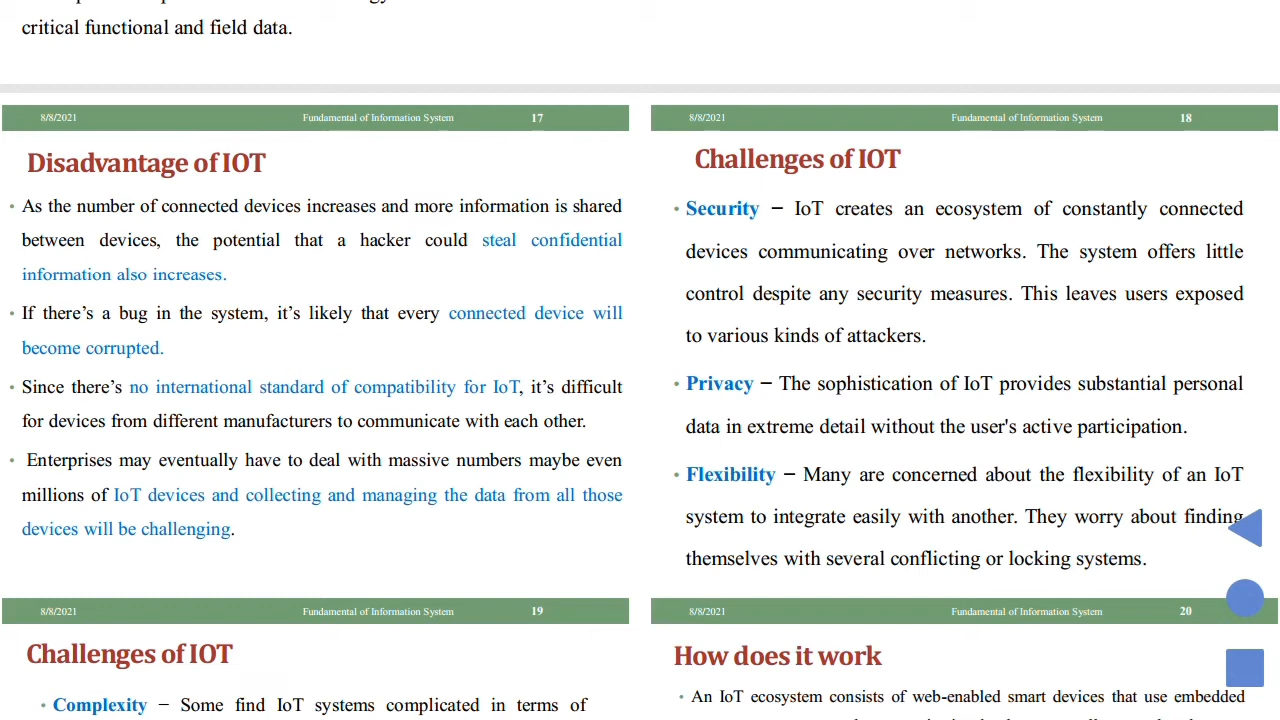 critical functional and field data.
8/8/2021 Fundamental of Information System 17
Disadvantage of IOT
• As the number of connected devices increases and more information is shared
between devices, the potential that a hacker could steal confidential
information also increases.
• If there’s a bug in the system, it’s likely that every connected device will
become corrupted.
• Since there’s no international standard of compatibility for IoT, it’s difficult
for devices from different manufacturers to communicate with each other.
• Enterprises may eventually have to deal with massive numbers maybe even
millions of IoT devices and collecting and managing the data from all those
devices will be challenging.
8/8/2021 Fundamental of Information System 18
Challenges of IOT
• Security − IoT creates an ecosystem of constantly connected
devices communicating over networks. The system offers little
control despite any security measures. This leaves users exposed
to various kinds of attackers.
• Privacy − The sophistication of IoT provides substantial personal
data in extreme detail without the user's active participation.
• Flexibility − Many are concerned about the flexibility of an IoT
system to integrate easily with another. They worry about finding
themselves with several conflicting or locking systems.
8/8/2021 Fundamental of Information System 19
Challenges of IOT
• Complexity − Some find IoT systems complicated in terms of
8/8/2021 Fundamental of Information System 20
How does it work
• An IoT ecosystem consists of web-enabled smart devices that use embedded